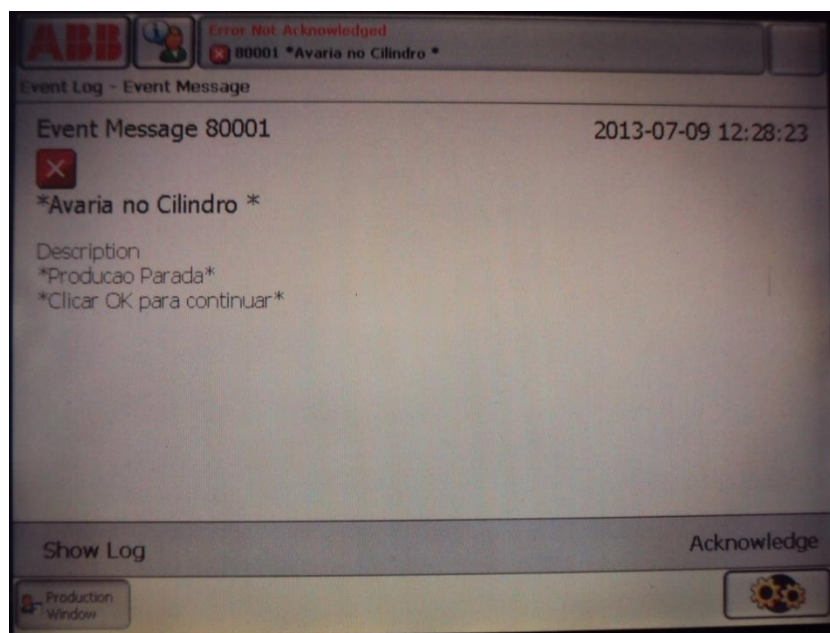 ABB
Error Not Acknowledged
80001 *Avaria no Cilindro *
Event Log - Event Message
Event Message 80001
2013-07-09 12:28:23
*Avaria no Cilindro *
Description
*Producao Parada*
*Clicar OK para continuar*
Show Log
Acknowledge
Production
Window